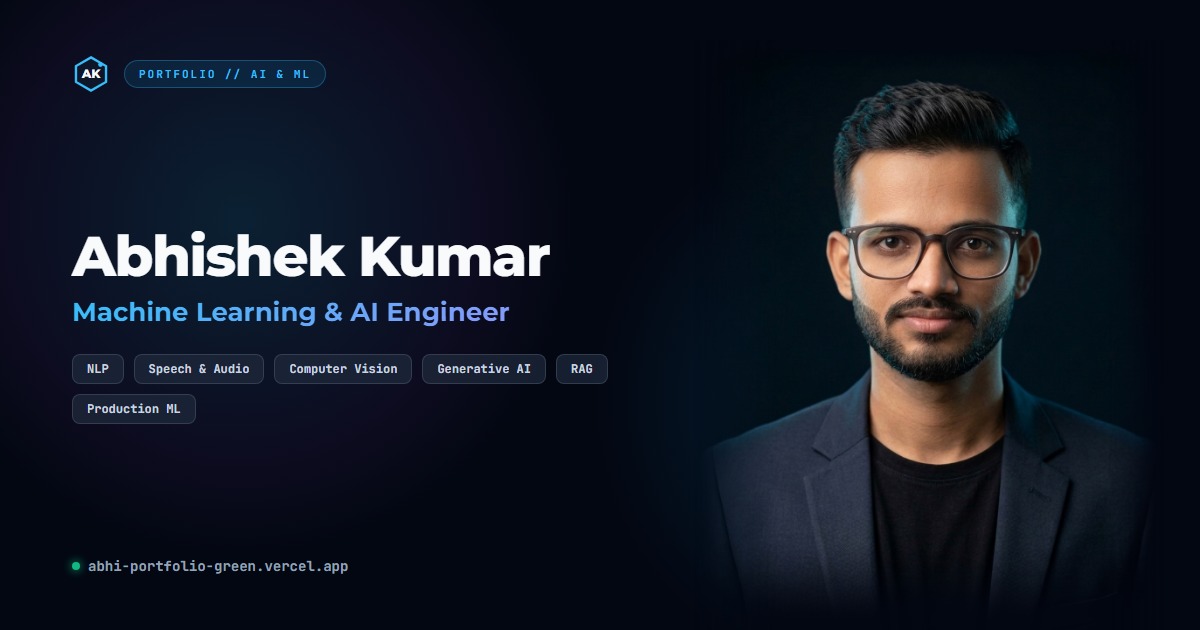 AK
PORTFOLIO // AI & ML
Abhishek Kumar
Machine Learning & AI Engineer
NLP
Speech & Audio
Computer Vision
Generative AI
RAG
Production ML
abhi-portfolio-green.vercel.app